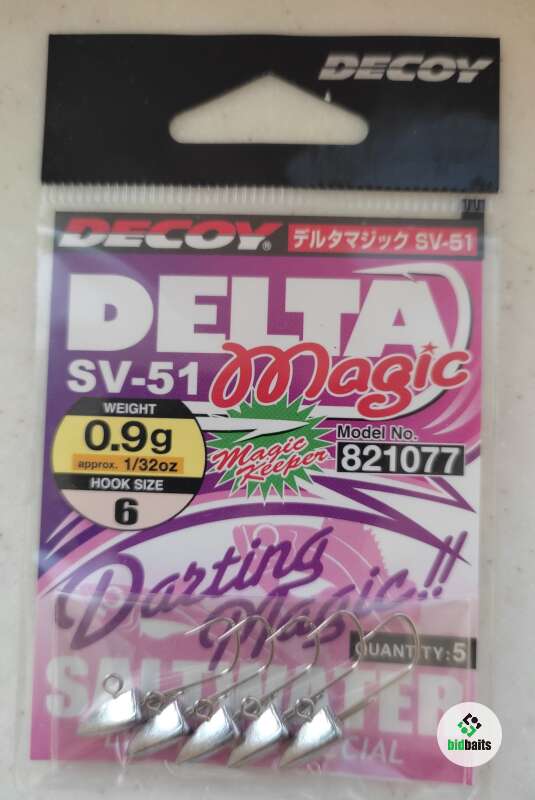 DECOY
DECOY® デルタマジック SV-51
DELTA
SV-51 Magic
WEIGHT
0.9g
approx. 1/32oz
HOOK SIZE
6
Magic
Keeper
Model No.
821077
Darting
Magic!!
QUANTITY:5
SALTWATER
bidbaits